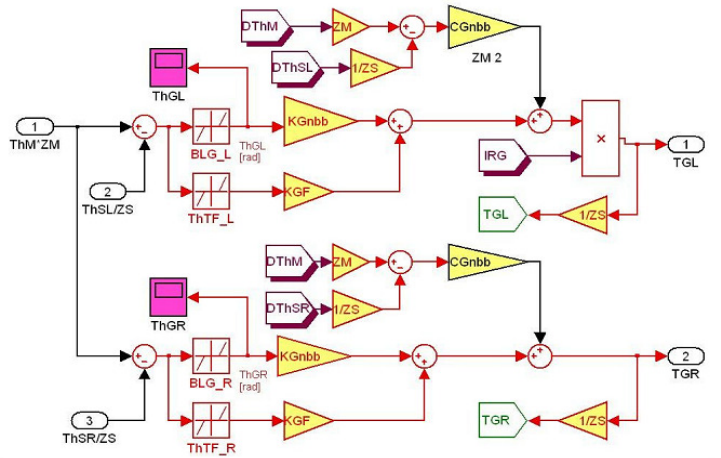 DThM
ZM
CGnbb
DThSL
1/ZS
ZM 2
ThGL
1
ThM*ZM
BLG_L
ThGL
[rad]
KGnbb
IRG
×
1
TGL
2
ThSL/ZS
ThTF_L
KGF
TGL
1/ZS
DThM
ZM
CGnbb
DThSR
1/ZS
ThGR
BLG_R
ThGR
[rad]
KGnbb
2
TGR
3
ThSR/ZS
ThTF_R
KGF
TGR
1/ZS